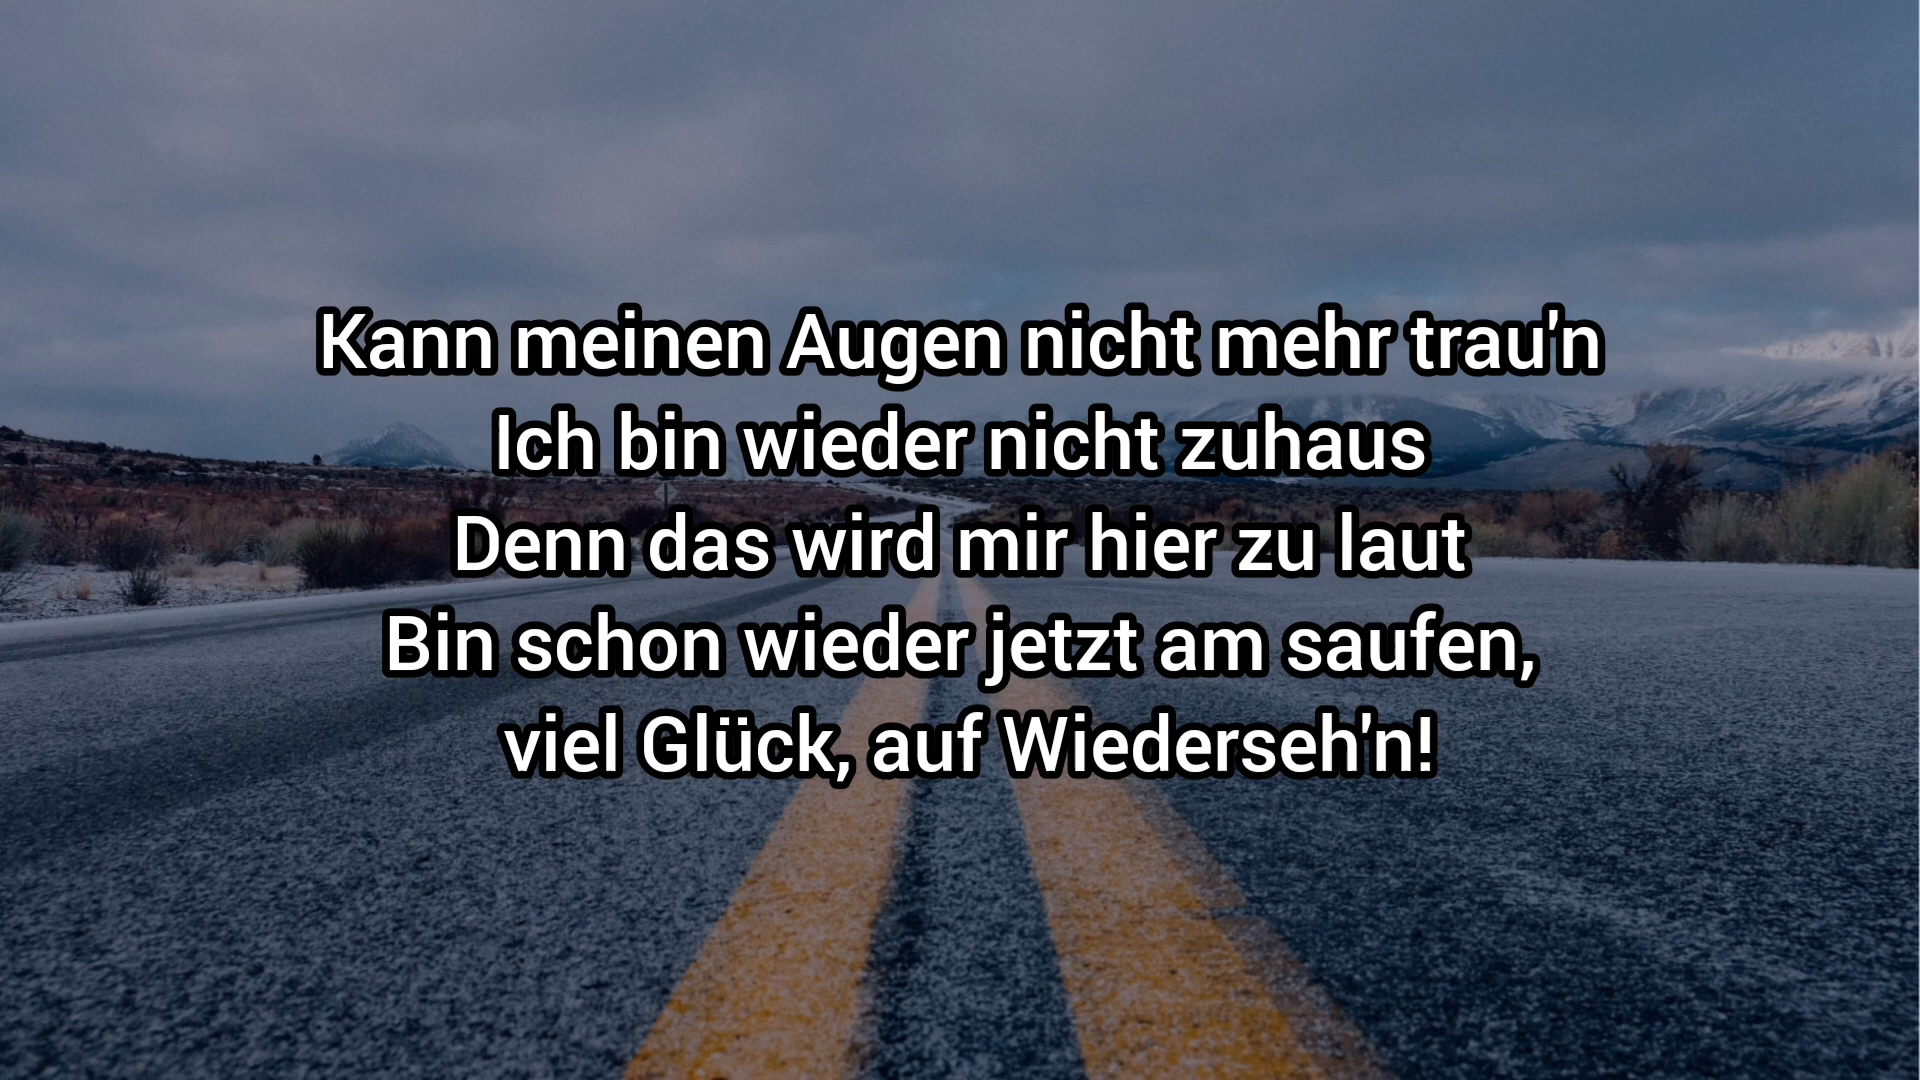 Kann meinen Augen nicht mehr trau'n
Ich bin wieder nicht zuhaus
Denn das wird mir hier zu laut
Bin schon wieder jetzt am saufen,
viel Glück, auf Wiederseh'n!